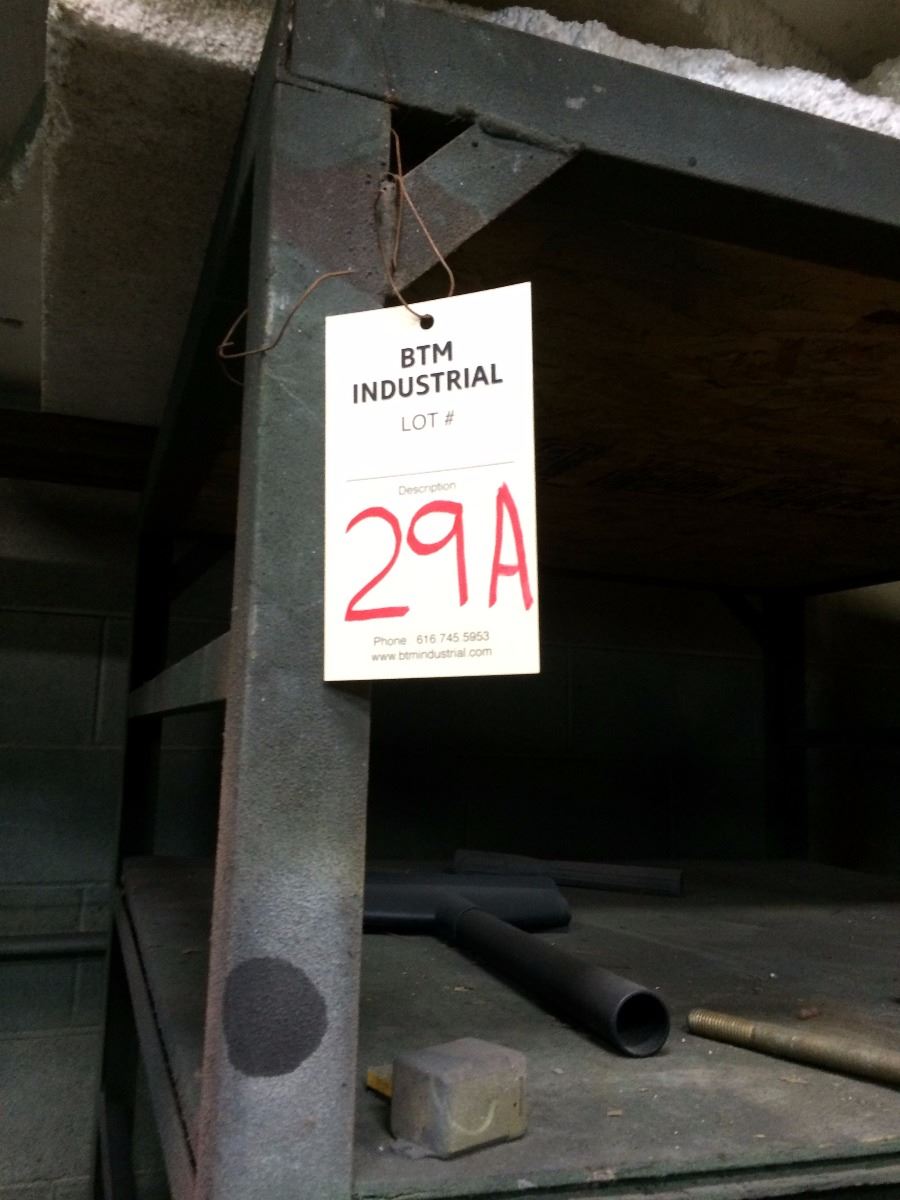 BTM
INDUSTRIAL
LOT #
Description
29A
Phone 616 745 5953
www.btmindustrial.com